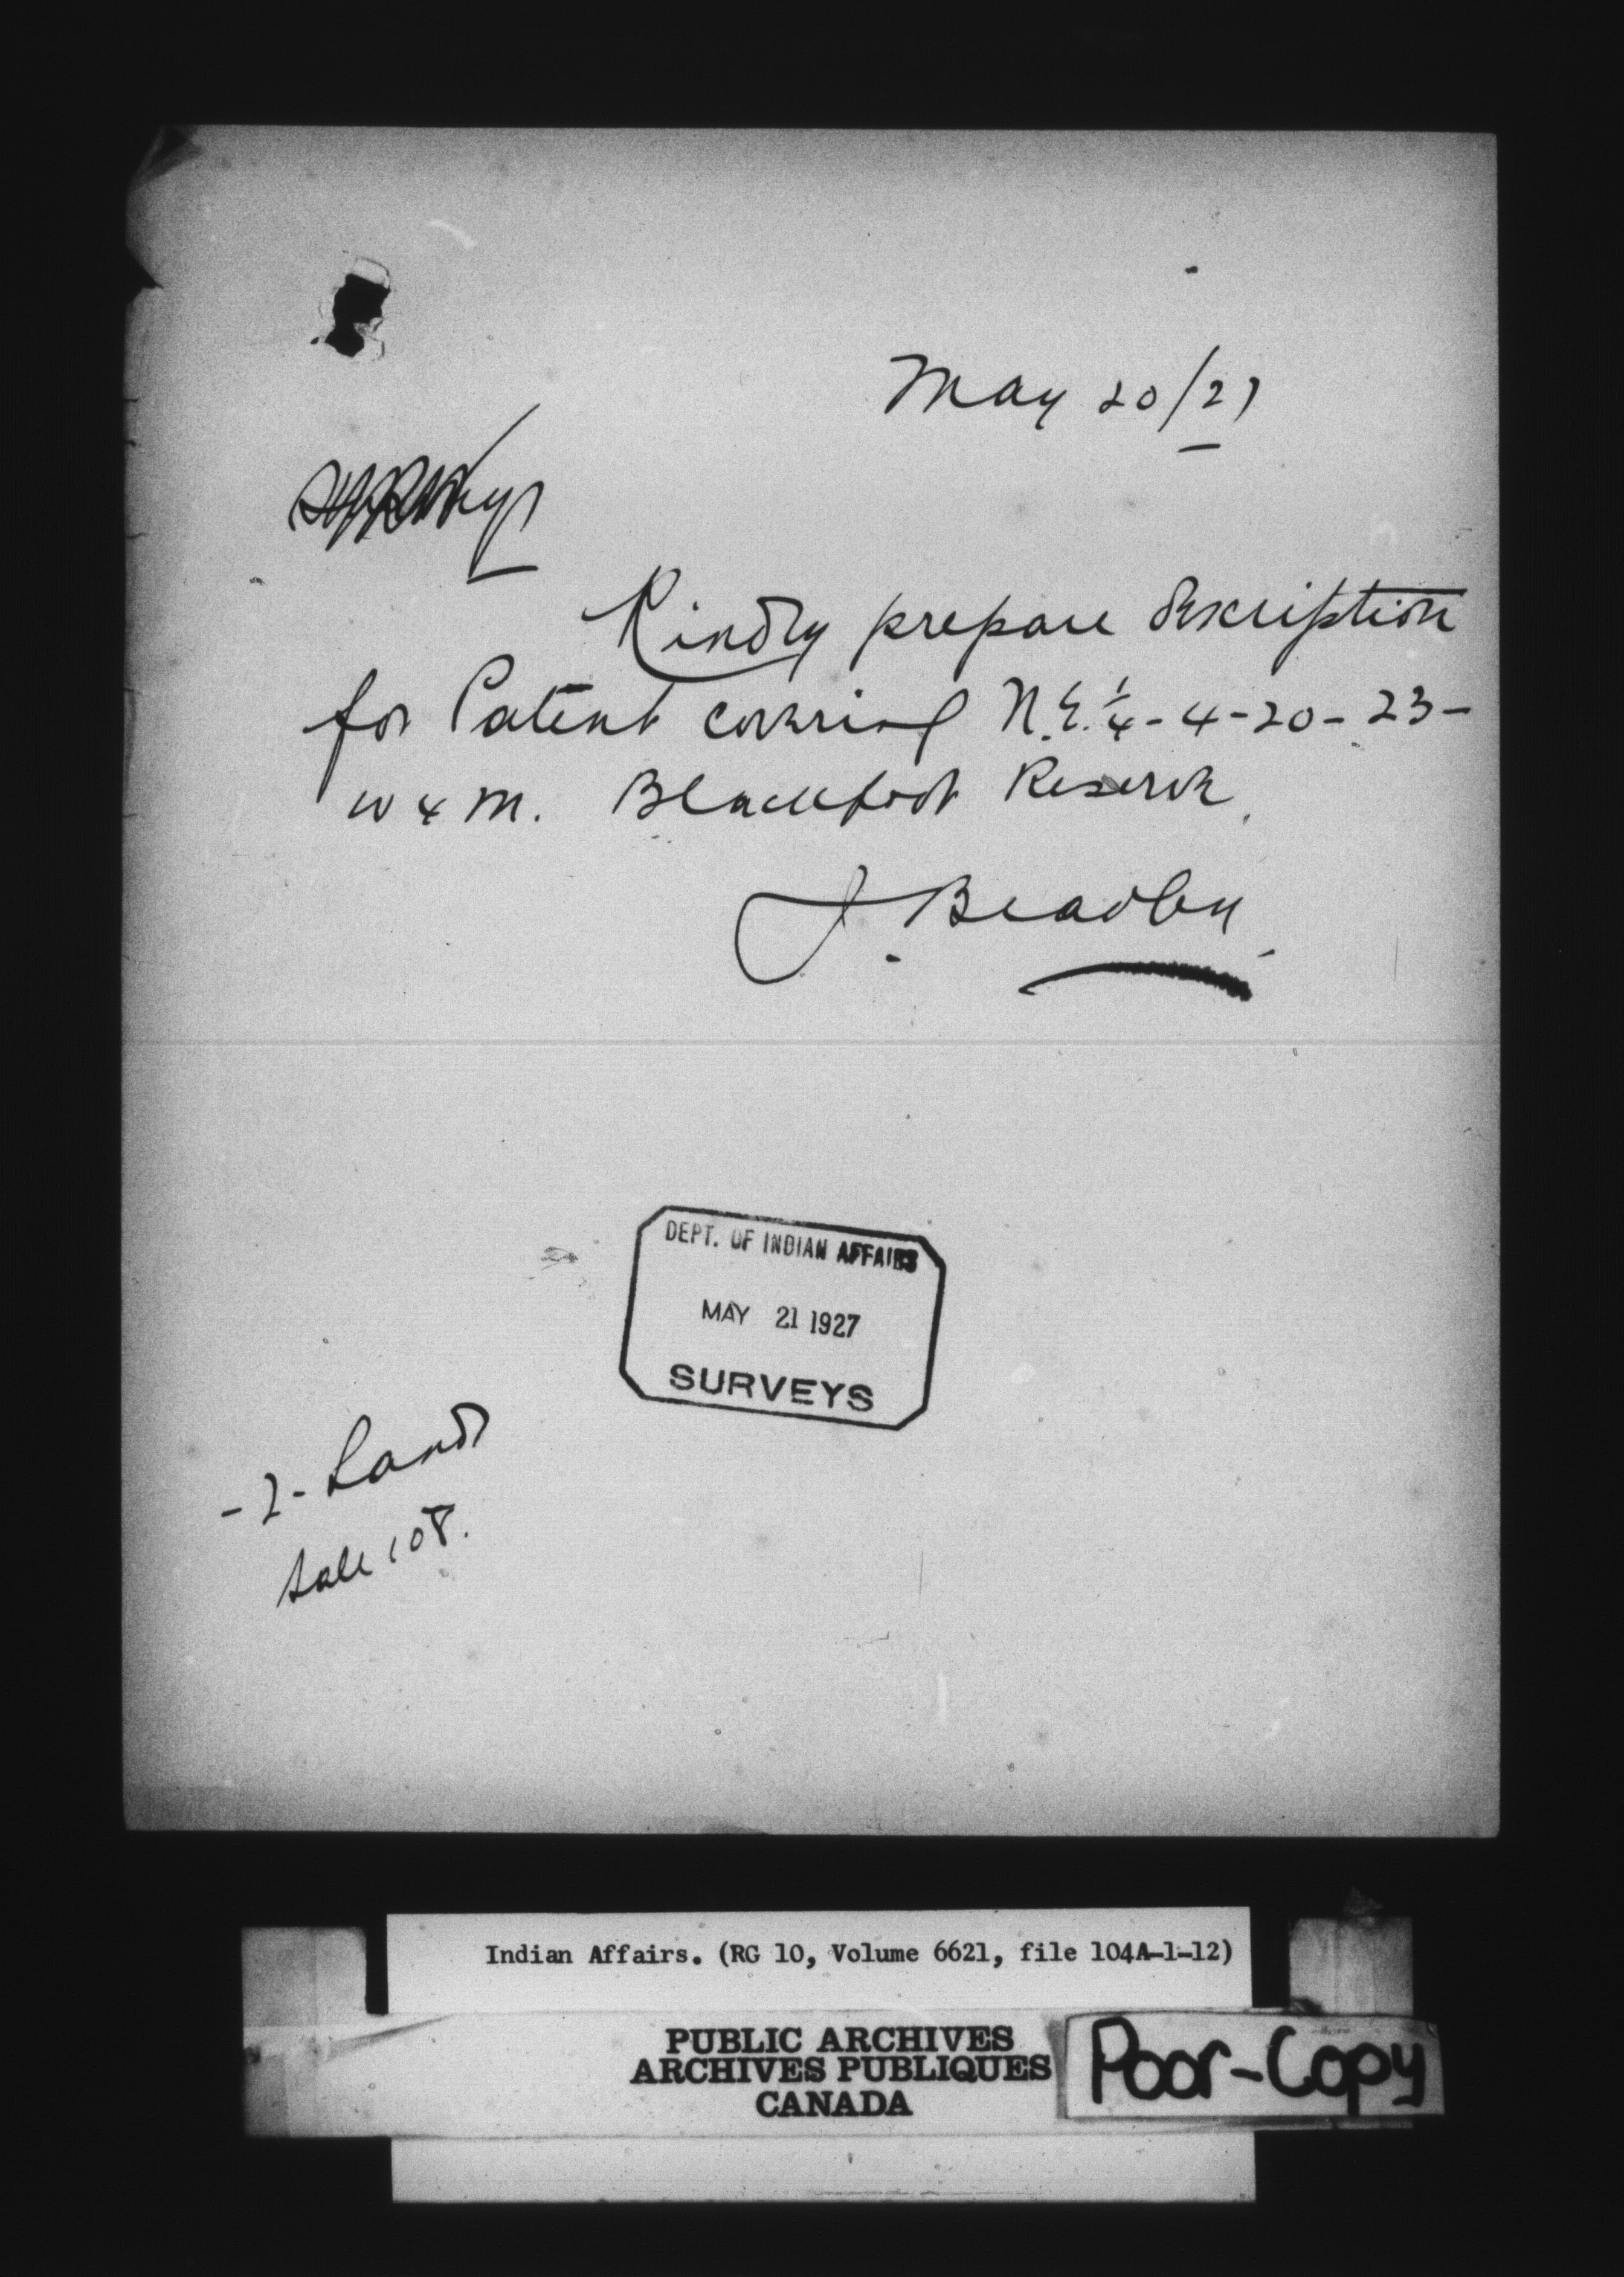 May 20/27
Surveys
Kindly prepare description
for Patent covering N.E. 1/4 - 4 - 20 - 23 -
W 4 M. Blackfoot Reserve.
J.
DEPT. OF INDIAN AFFAIRS
MAY 21 1927
SURVEYS
-2- Land
Sale 108.
Indian Affairs. (RG 10, Volume 6621, file 104A-1-12)
PUBLIC ARCHIVES
ARCHIVES PUBLIQUES
CANADA
Poor-Copy